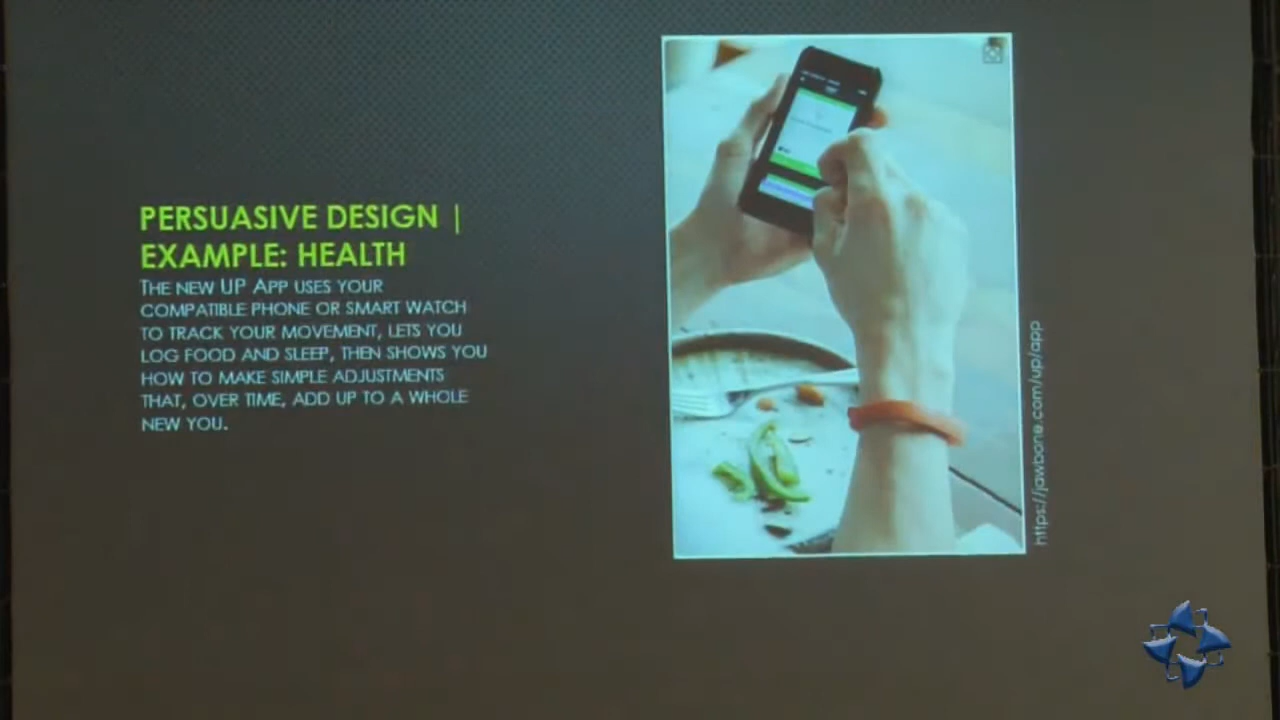 PERSUASIVE DESIGN |
EXAMPLE: HEALTH
THE NEW UP APP USES YOUR
COMPATIBLE PHONE OR SMART WATCH
TO TRACK YOUR MOVEMENT, LETS YOU
LOG FOOD AND SLEEP, THEN SHOWS YOU
HOW TO MAKE SIMPLE ADJUSTMENTS
THAT, OVER TIME, ADD UP TO A WHOLE
NEW YOU.
https://jawbone.com/up/app